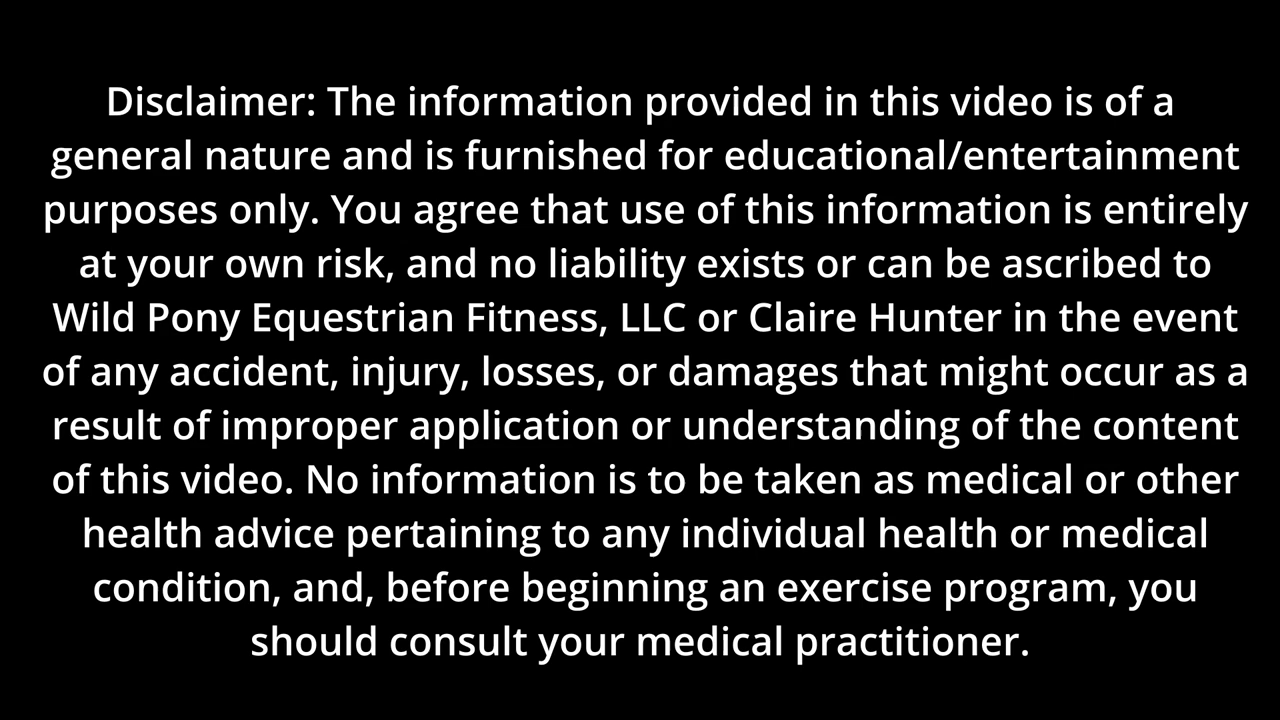 Disclaimer: The information provided in this video is of a
general nature and is furnished for educational/entertainment
purposes only. You agree that use of this information is entirely
at your own risk, and no liability exists or can be ascribed to
Wild Pony Equestrian Fitness, LLC or Claire Hunter in the event
of any accident, injury, losses, or damages that might occur as a
result of improper application or understanding of the content
of this video. No information is to be taken as medical or other
health advice pertaining to any individual health or medical
condition, and, before beginning an exercise program, you
should consult your medical practitioner.